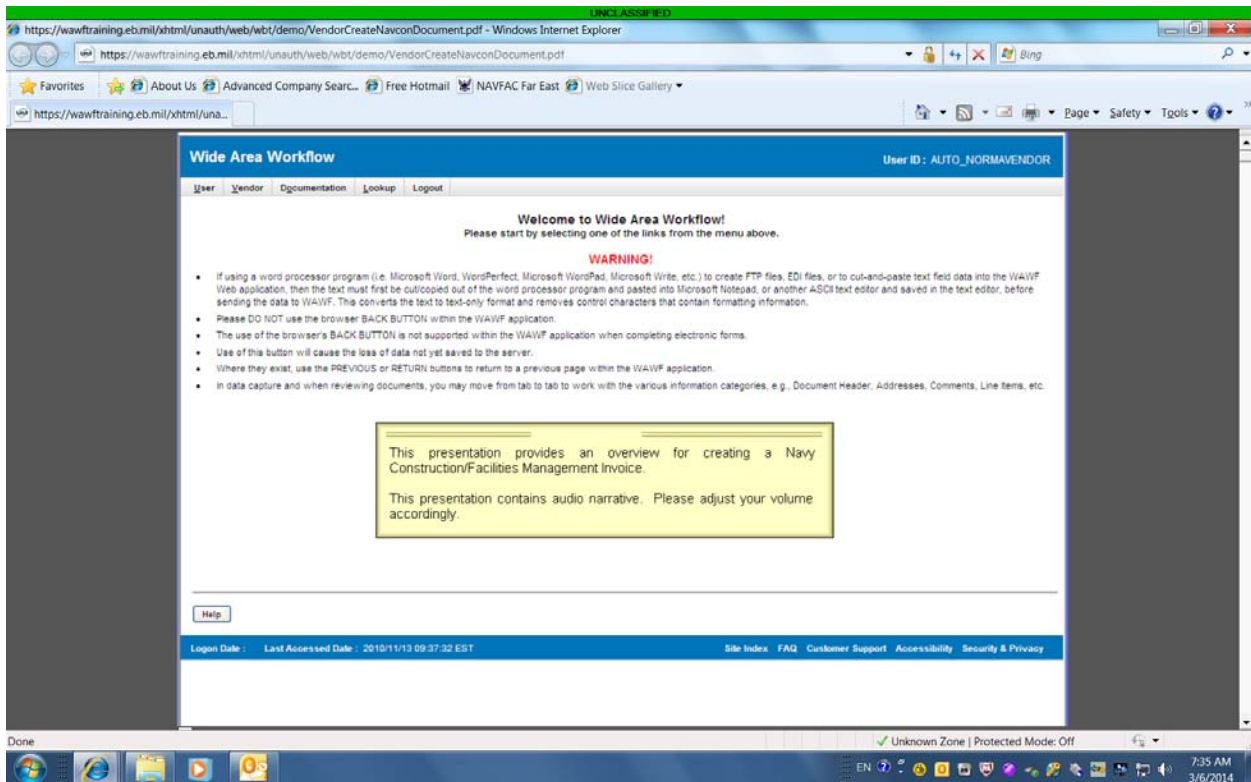 UNCLASSIFIED
https://wawftraining.eb.mil/xhtml/unauth/web/wbt/demo/VendorCreateNavconDocument.pdf - Windows Internet Explorer
https://wawftraining.eb.mil/xhtml/unauth/web/wbt/demo/VendorCreateNavconDocument.pdf
Bing
Favorites About Us Advanced Company Searc... Free Hotmail NAVFAC Far East Web Slice Gallery
https://wawftraining.eb.mil/xhtml/una...
Page Safety Tools
Wide Area Workflow
User ID : AUTO_NORMAVENDOR
User Vendor Documentation Lookup Logout
Welcome to Wide Area Workflow!
Please start by selecting one of the links from the menu above.
WARNING!
• If using a word processor program (i.e. Microsoft Word, WordPerfect, Microsoft WordPad, Microsoft Write, etc.) to create FTP files, EDI files, or to cut-and-paste text field data into the WAWF
Web application, then the text must first be cut/copied out of the word processor program and pasted into Microsoft Notepad, or another ASCII text editor and saved in the text editor, before
sending the data to WAWF. This converts the text to text-only format and removes control characters that contain formatting information.
• Please DO NOT use the browser BACK BUTTON within the WAWF application.
• The use of the browser's BACK BUTTON is not supported within the WAWF application when completing electronic forms.
• Use of this button will cause the loss of data not yet saved to the server.
• Where they exist, use the PREVIOUS or RETURN buttons to return to a previous page within the WAWF application.
• In data capture and when reviewing documents, you may move from tab to tab to work with the various information categories, e.g., Document Header, Addresses, Comments, Line Items, etc.
This presentation provides an overview for creating a Navy
Construction/Facilities Management Invoice.
This presentation contains audio narrative. Please adjust your volume
accordingly.
Help
Logon Date : Last Accessed Date : 2010/11/13 09:37:32 EST
Site Index FAQ Customer Support Accessibility Security & Privacy
Done
Unknown Zone | Protected Mode: Off
EN
7:35 AM
3/6/2014